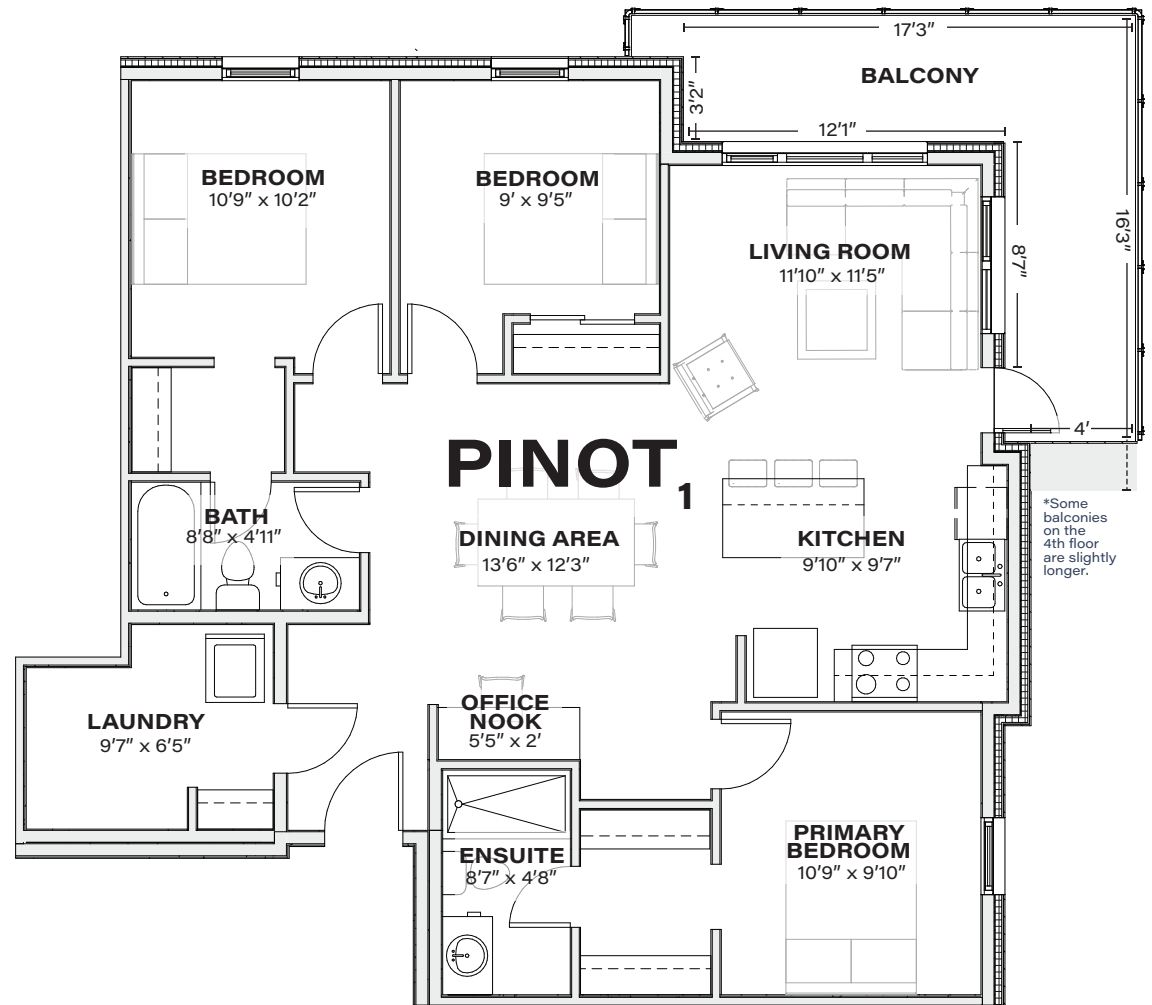 17'3"
BALCONY
3'2"
12'1"
BEDROOM
10'9" x 10'2"
BEDROOM
9' x 9'5"
LIVING ROOM
11'10" x 11'5"
8'7"
16'3"
4'
PINOT 1
*Some
balconies
on the
4th floor
are slightly
longer.
BATH
8'8" x 4'11"
DINING AREA
13'6" x 12'3"
KITCHEN
9'10" x 9'7"
OFFICE
NOOK
5'5" x 2'
LAUNDRY
9'7" x 6'5"
ENSUITE
8'7" x 4'8"
PRIMARY
BEDROOM
10'9" x 9'10"